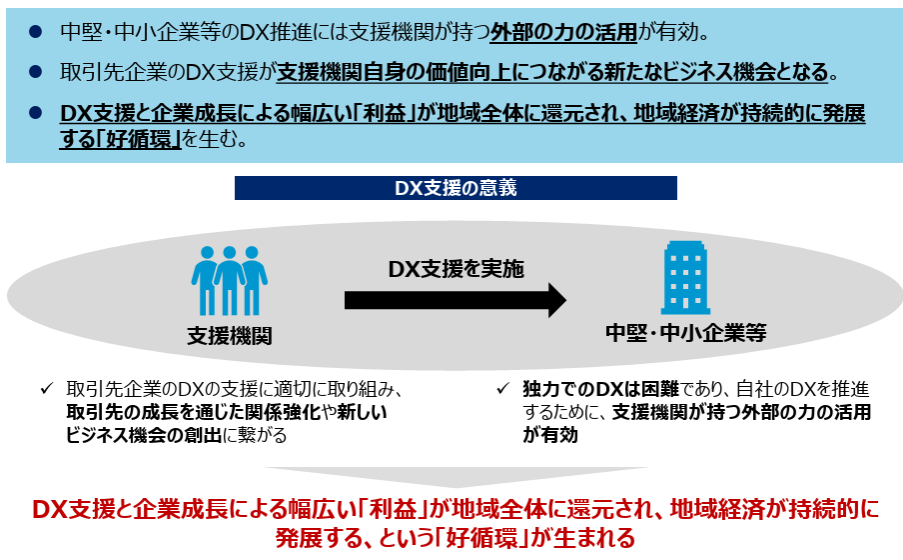 ● 中堅・中小企業等のDX推進には支援機関が持つ外部の力の活用が有効。
● 取引先企業のDX支援が支援機関自身の価値向上につながる新たなビジネス機会となる。
● DX支援と企業成長による幅広い「利益」が地域全体に還元され、地域経済が持続的に発展
する「好循環」を生む。
DX支援の意義
DX支援を実施
支援機関
中堅・中小企業等
✓ 取引先企業のDXの支援に適切に取り組み、
取引先の成長を通じた関係強化や新しい
ビジネス機会の創出に繋がる
✓ 独力でのDXは困難であり、自社のDXを推進
するために、支援機関が持つ外部の力の活用
が有効
DX支援と企業成長による幅広い「利益」が地域全体に還元され、地域経済が持続的に
発展する、という「好循環」が生まれる